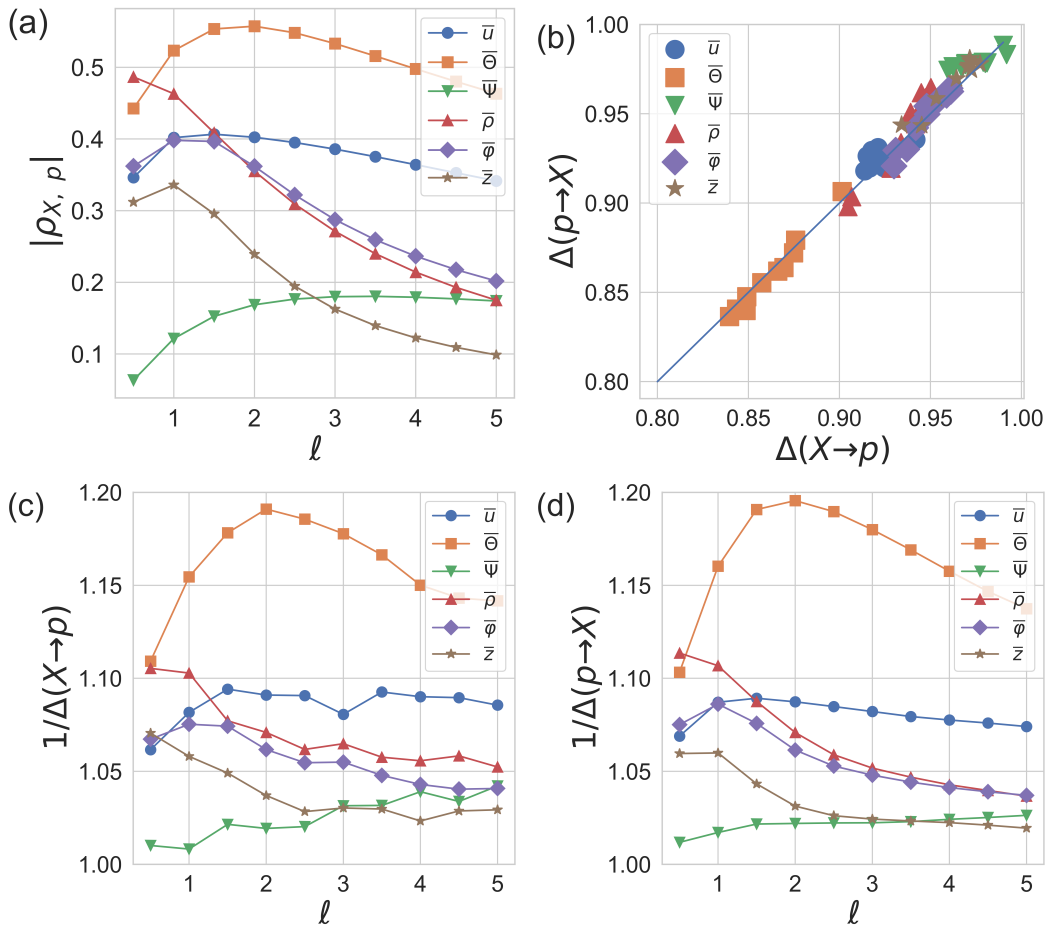 (a)
|ρX, p|
0.5
0.4
0.3
0.2
0.1
1 2 3 4 5
ℓ
u̅
Θ̅
Ψ̅
ρ̅
φ̅
z̅
(b)
Δ(p→X)
1.00
0.95
0.90
0.85
0.80
0.80 0.85 0.90 0.95 1.00
Δ(X→p)
u̅
Θ̅
Ψ̅
ρ̅
φ̅
z̅
(c)
1/Δ(X→p)
1.20
1.15
1.10
1.05
1.00
1 2 3 4 5
ℓ
u̅
Θ̅
Ψ̅
ρ̅
φ̅
z̅
(d)
1/Δ(p→X)
1.20
1.15
1.10
1.05
1.00
1 2 3 4 5
ℓ
u̅
Θ̅
Ψ̅
ρ̅
φ̅
z̅